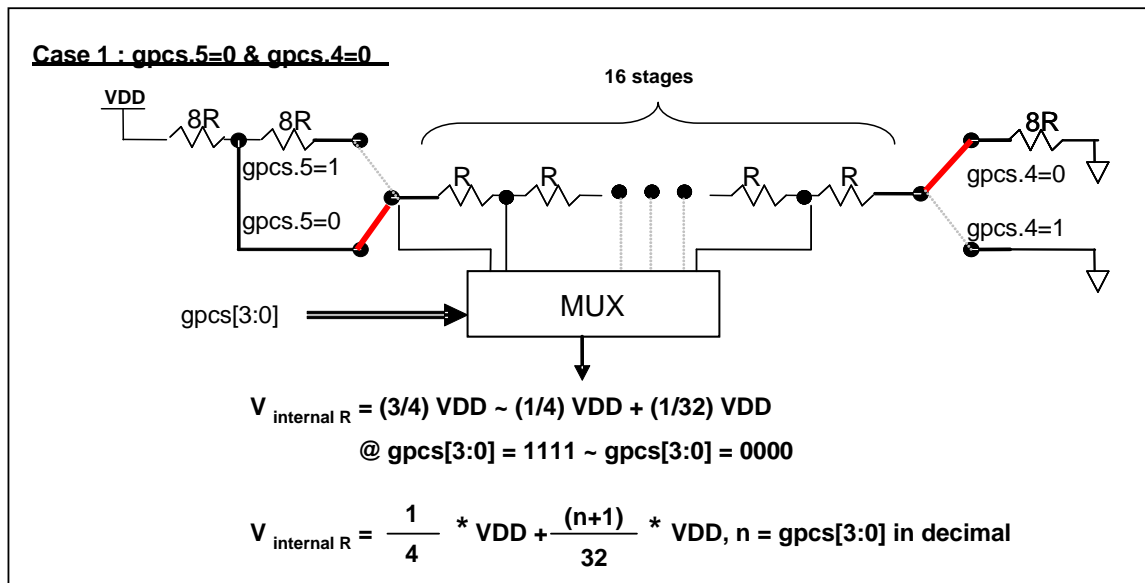 Case 1 : gpcs.5=0 & gpcs.4=0
16 stages
VDD
8R
8R
8R
gpcs.5=1
R
R
R
R
gpcs.4=0
gpcs.5=0
gpcs.4=1
gpcs[3:0]
MUX
V internal R = (3/4) VDD ~ (1/4) VDD + (1/32) VDD
@ gpcs[3:0] = 1111 ~ gpcs[3:0] = 0000
V internal R = 1/4 * VDD + (n+1)/32 * VDD, n = gpcs[3:0] in decimal